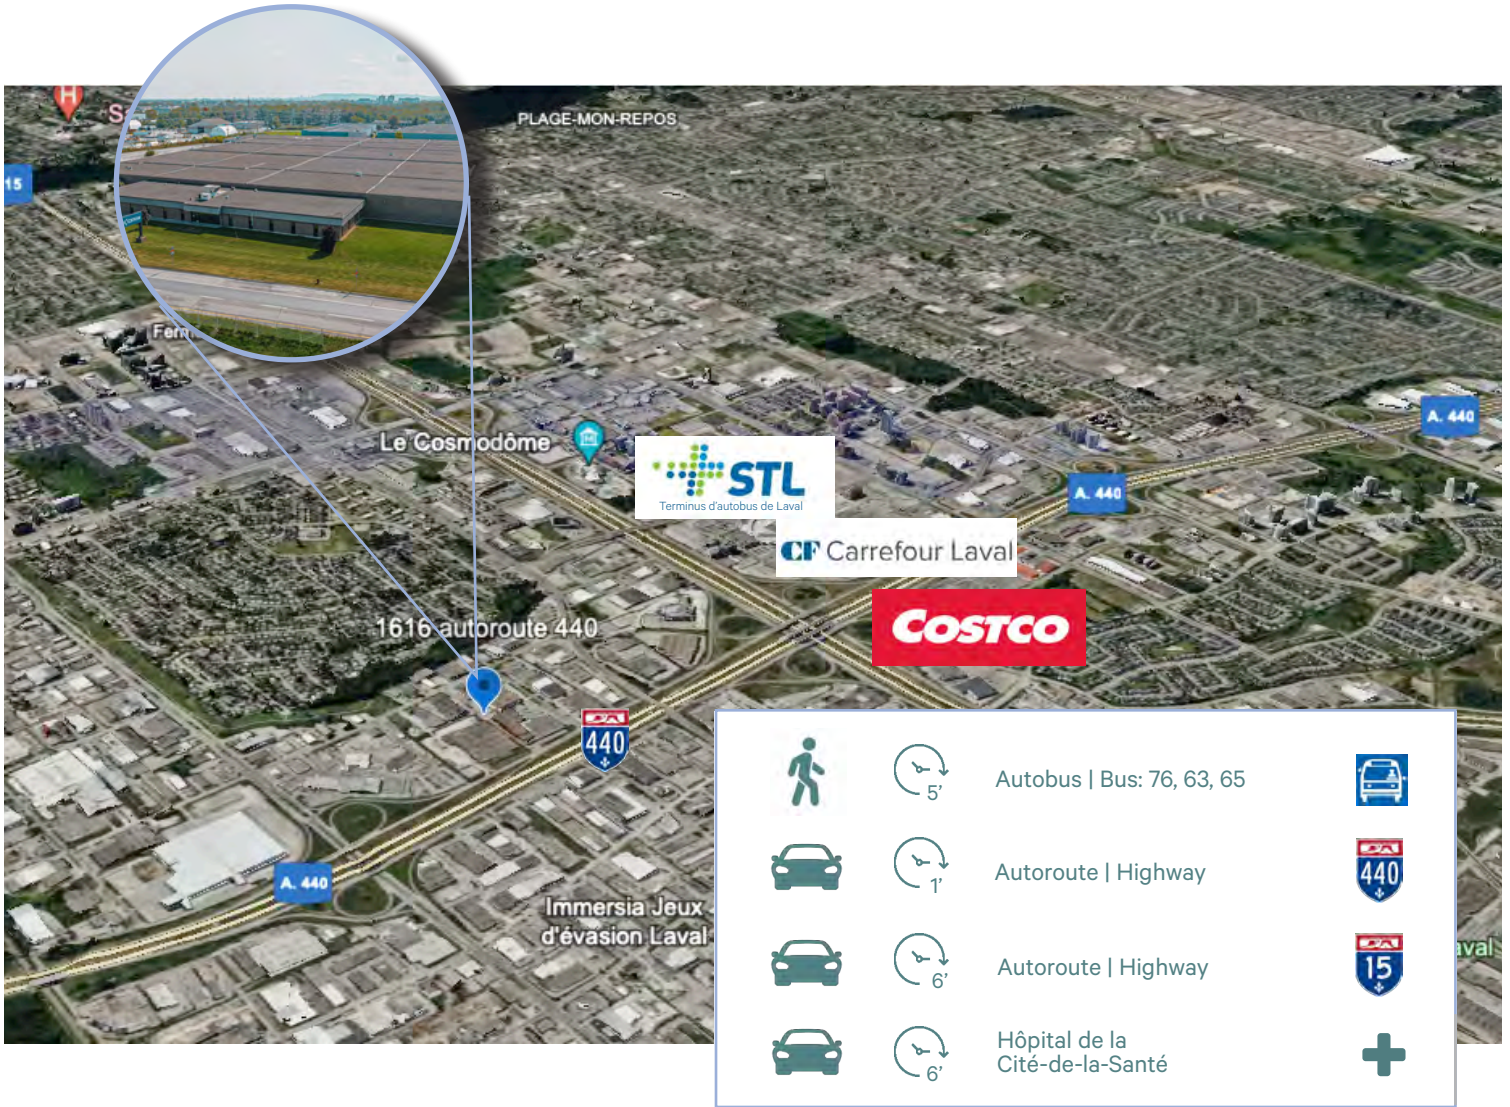 H
PLAGE-MON-REPOS
15
Le Cosmodôme
STL
Terminus d'autobus de Laval
CF Carrefour Laval
COSTCO
A. 440
A. 440
1616 autoroute 440
440
A. 440
Immersia Jeux
d'évasion Laval
5'
Autobus | Bus: 76, 63, 65
1'
Autoroute | Highway
440
6'
Autoroute | Highway
15
6'
Hôpital de la
Cité-de-la-Santé